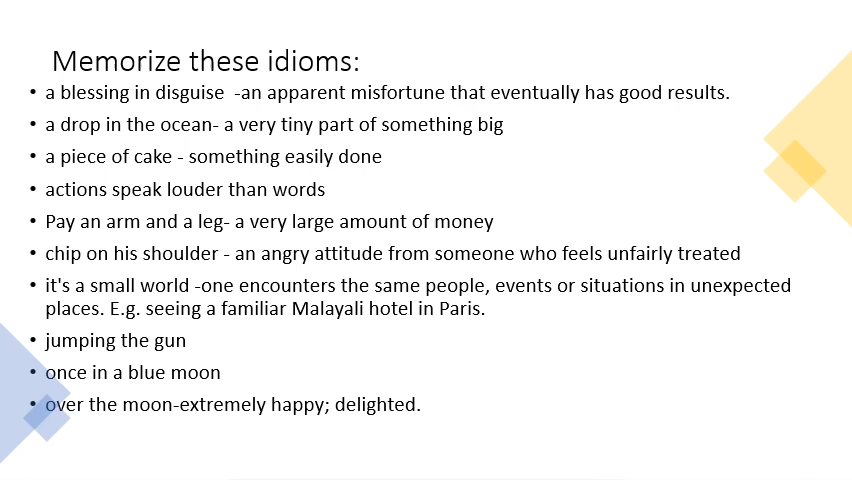 Memorize these idioms:
• a blessing in disguise  -an apparent misfortune that eventually has good results.
• a drop in the ocean- a very tiny part of something big
• a piece of cake - something easily done
• actions speak louder than words
• Pay an arm and a leg- a very large amount of money
• chip on his shoulder - an angry attitude from someone who feels unfairly treated
• it's a small world -one encounters the same people, events or situations in unexpected
places. E.g. seeing a familiar Malayali hotel in Paris.
• jumping the gun
• once in a blue moon
• over the moon-extremely happy; delighted.